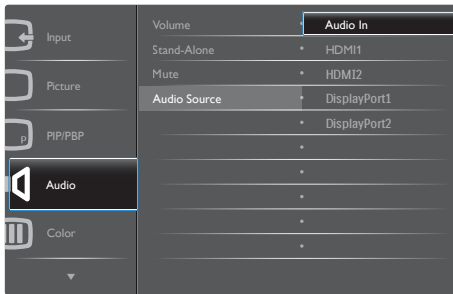 Input
Picture
P
PIP/PBP
Audio
Color
Volume
Stand-Alone
Mute
Audio Source
Audio In
HDMI1
HDMI2
DisplayPort1
DisplayPort2